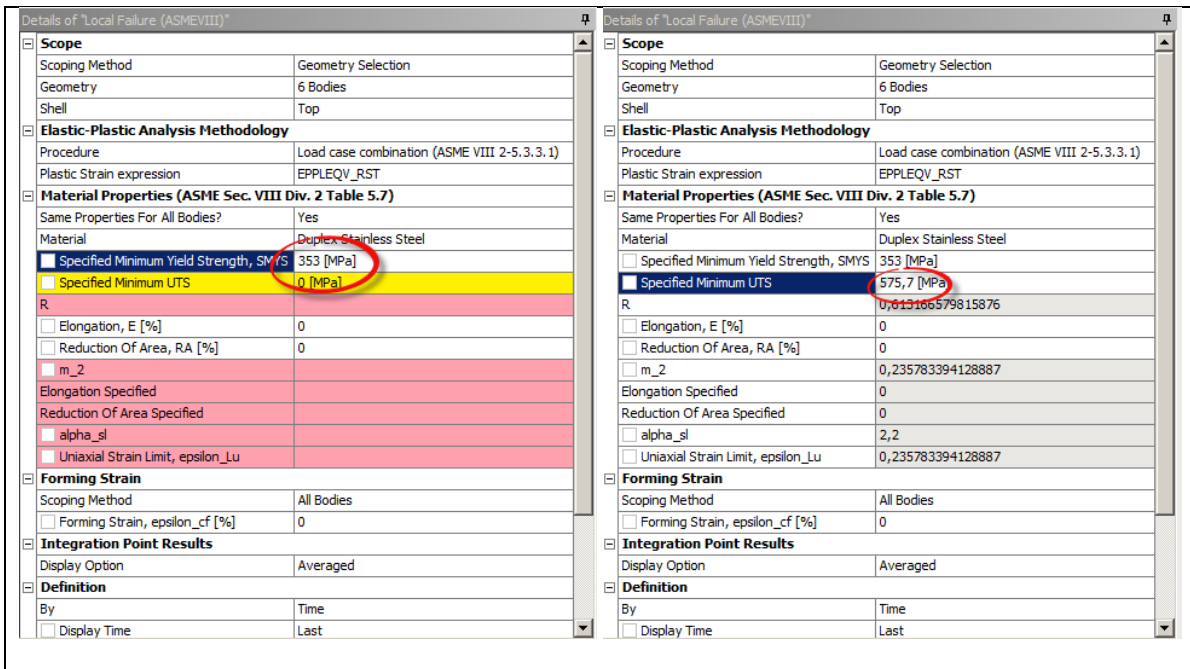 Details of "Local Failure (ASMEVIII)"
Scope
Scoping Method Geometry Selection
Geometry 6 Bodies
Shell Top
Elastic-Plastic Analysis Methodology
Procedure Load case combination (ASME VIII 2-5.3.3.1)
Plastic Strain expression EPPLEQV_RST
Material Properties (ASME Sec. VIII Div. 2 Table 5.7)
Same Properties For All Bodies? Yes
Material Duplex Stainless Steel
Specified Minimum Yield Strength, SMYS 353 [MPa]
Specified Minimum UTS 0 [MPa]
R
Elongation, E [%] 0
Reduction Of Area, RA [%] 0
m_2
Elongation Specified
Reduction Of Area Specified
alpha_sl
Uniaxial Strain Limit, epsilon_Lu
Forming Strain
Scoping Method All Bodies
Forming Strain, epsilon_cf [%] 0
Integration Point Results
Display Option Averaged
Definition
By Time
Display Time Last
Details of "Local Failure (ASMEVIII)"
Scope
Scoping Method Geometry Selection
Geometry 6 Bodies
Shell Top
Elastic-Plastic Analysis Methodology
Procedure Load case combination (ASME VIII 2-5.3.3.1)
Plastic Strain expression EPPLEQV_RST
Material Properties (ASME Sec. VIII Div. 2 Table 5.7)
Same Properties For All Bodies? Yes
Material Duplex Stainless Steel
Specified Minimum Yield Strength, SMYS 353 [MPa]
Specified Minimum UTS 575,7 [MPa]
R 0,613166579815876
Elongation, E [%] 0
Reduction Of Area, RA [%] 0
m_2 0,235783394128887
Elongation Specified 0
Reduction Of Area Specified 0
alpha_sl 2,2
Uniaxial Strain Limit, epsilon_Lu 0,235783394128887
Forming Strain
Scoping Method All Bodies
Forming Strain, epsilon_cf [%] 0
Integration Point Results
Display Option Averaged
Definition
By Time
Display Time Last